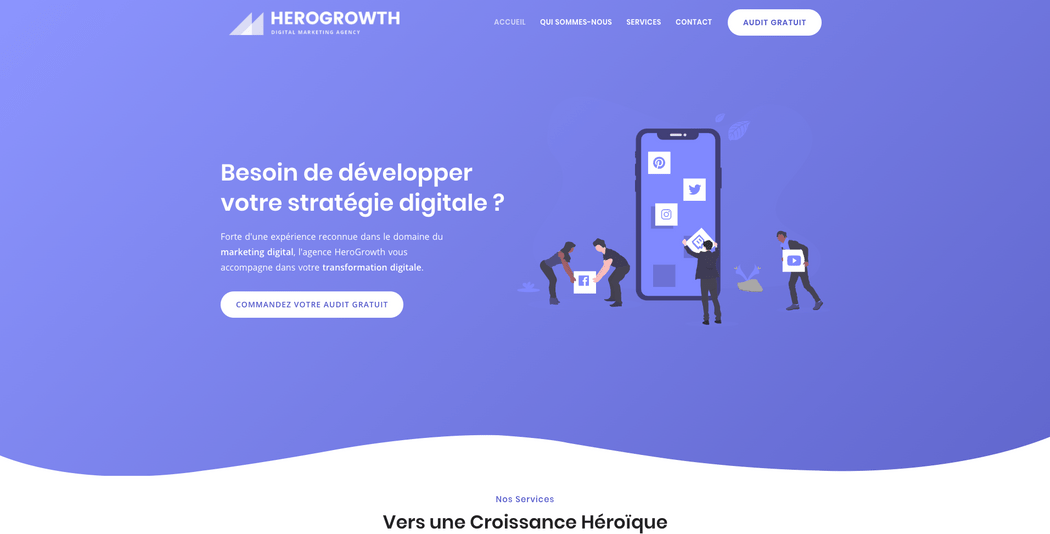 HEROGROWTH
DIGITAL MARKETING AGENCY
ACCUEIL
QUI SOMMES-NOUS
SERVICES
CONTACT
AUDIT GRATUIT
Besoin de développer
votre stratégie digitale ?
Forte d'une expérience reconnue dans le domaine du
marketing digital, l'agence HeroGrowth vous
accompagne dans votre transformation digitale.
COMMANDEZ VOTRE AUDIT GRATUIT
Nos Services
Vers une Croissance Héroïque